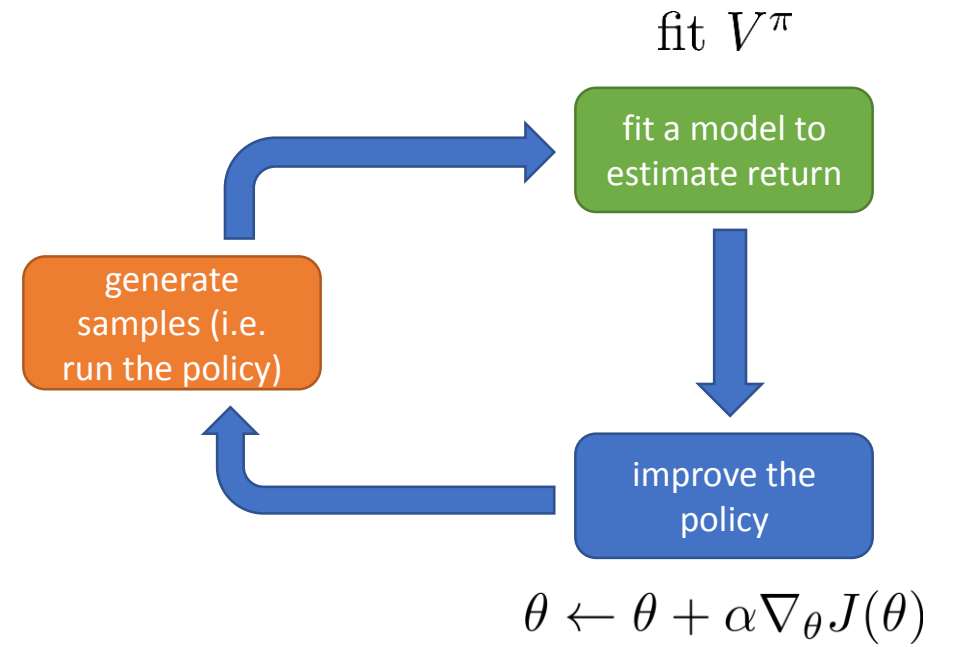 fit V^π
fit a model to
estimate return
generate
samples (i.e.
run the policy)
improve the
policy
θ ← θ + α∇_θ J(θ)